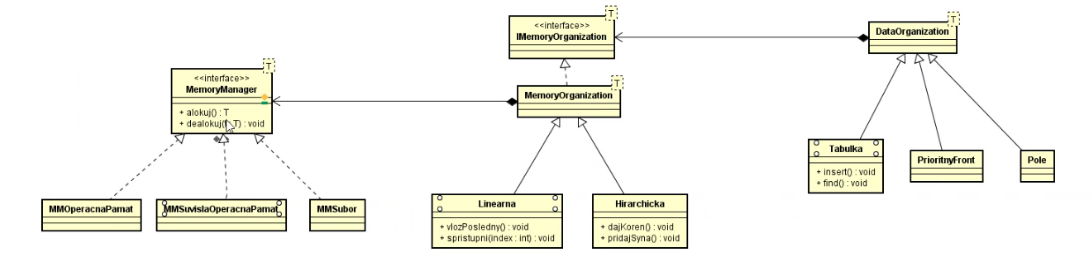 T
<<interface>>
IMemoryOrganization
T
DataOrganization
T
<<interface>>
MemoryManager
+ alokuj() : T
+ dealokuj( T) : void
T
MemoryOrganization
Tabulka
+ insert() : void
+ find() : void
PrioritnyFront
Pole
MMOperacnaPamat
MMSuvislaOperacnaPamat
MMSubor
Linearna
+ vlozPosledny() : void
+ spristupni(index : int) : void
Hirarchicka
+ dajKoren() : void
+ pridajSyna() : void